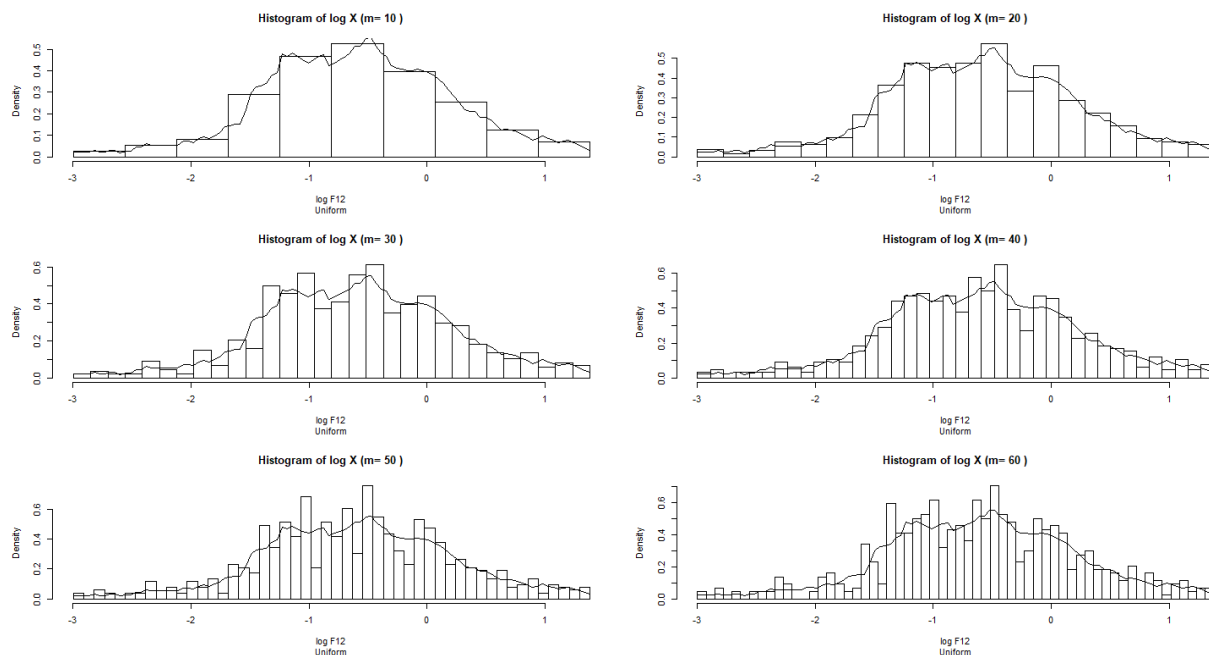 Histogram of log X (m= 10 )
Density
0.0 0.1 0.2 0.3 0.4 0.5
-3 -2 -1 0 1
log F12
Uniform
Histogram of log X (m= 20 )
Density
0.0 0.1 0.2 0.3 0.4 0.5
-3 -2 -1 0 1
log F12
Uniform
Histogram of log X (m= 30 )
Density
0.0 0.2 0.4 0.6
-3 -2 -1 0 1
log F12
Uniform
Histogram of log X (m= 40 )
Density
0.0 0.2 0.4 0.6
-3 -2 -1 0 1
log F12
Uniform
Histogram of log X (m= 50 )
Density
0.0 0.2 0.4 0.6
-3 -2 -1 0 1
log F12
Uniform
Histogram of log X (m= 60 )
Density
0.0 0.2 0.4 0.6
-3 -2 -1 0 1
log F12
Uniform